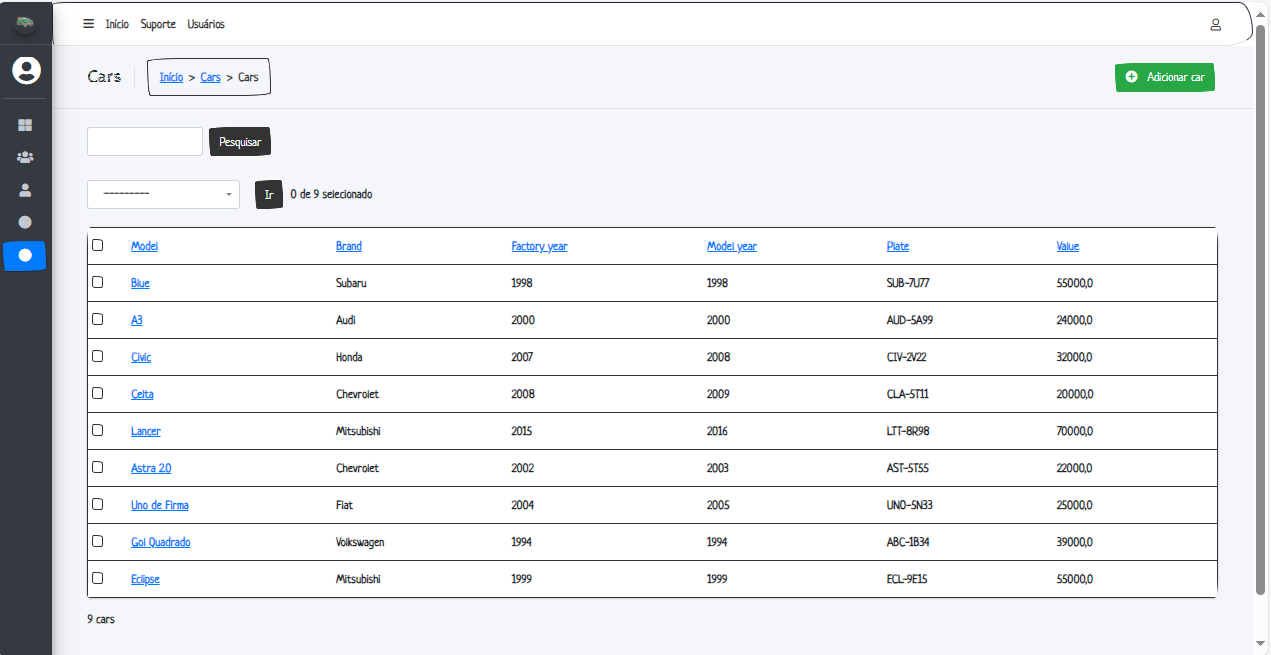 Início Suporte Usuários
Cars Início > Cars > Cars Adicionar car
Pesquisar
--------- Ir 0 de 9 selecionado
Model Brand Factory year Model year Plate Value
Blue Subaru 1998 1998 SUB-7U77 55000,0
A3 Audi 2000 2000 AUD-5A99 24000,0
Civic Honda 2007 2008 CIV-2V22 32000,0
Celta Chevrolet 2008 2009 CLA-5T11 20000,0
Lancer Mitsubishi 2015 2016 LTT-8R98 70000,0
Astra 2.0 Chevrolet 2002 2003 AST-5T55 22000,0
Uno de Firma Fiat 2004 2005 UNO-5N33 25000,0
Gol Quadrado Volkswagen 1994 1994 ABC-1B34 39000,0
Eclipse Mitsubishi 1999 1999 ECL-9E15 55000,0
9 cars